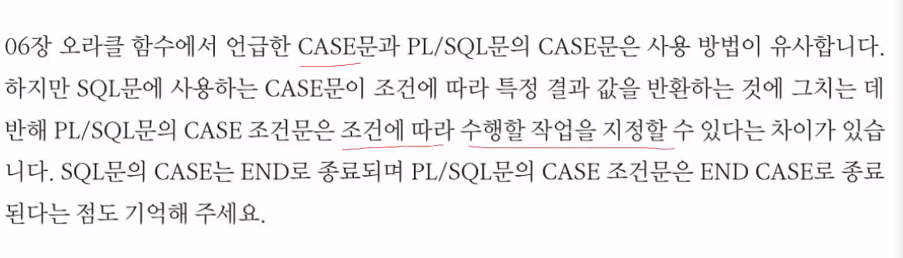 06장 오라클 함수에서 언급한 CASE문과 PL/SQL문의 CASE문은 사용 방법이 유사합니다.
하지만 SQL문에 사용하는 CASE문이 조건에 따라 특정 결과 값을 반환하는 것에 그치는 데
반해 PL/SQL문의 CASE 조건문은 조건에 따라 수행할 작업을 지정할 수 있다는 차이가 있습
니다. SQL문의 CASE는 END로 종료되며 PL/SQL문의 CASE 조건문은 END CASE로 종료
된다는 점도 기억해 주세요.